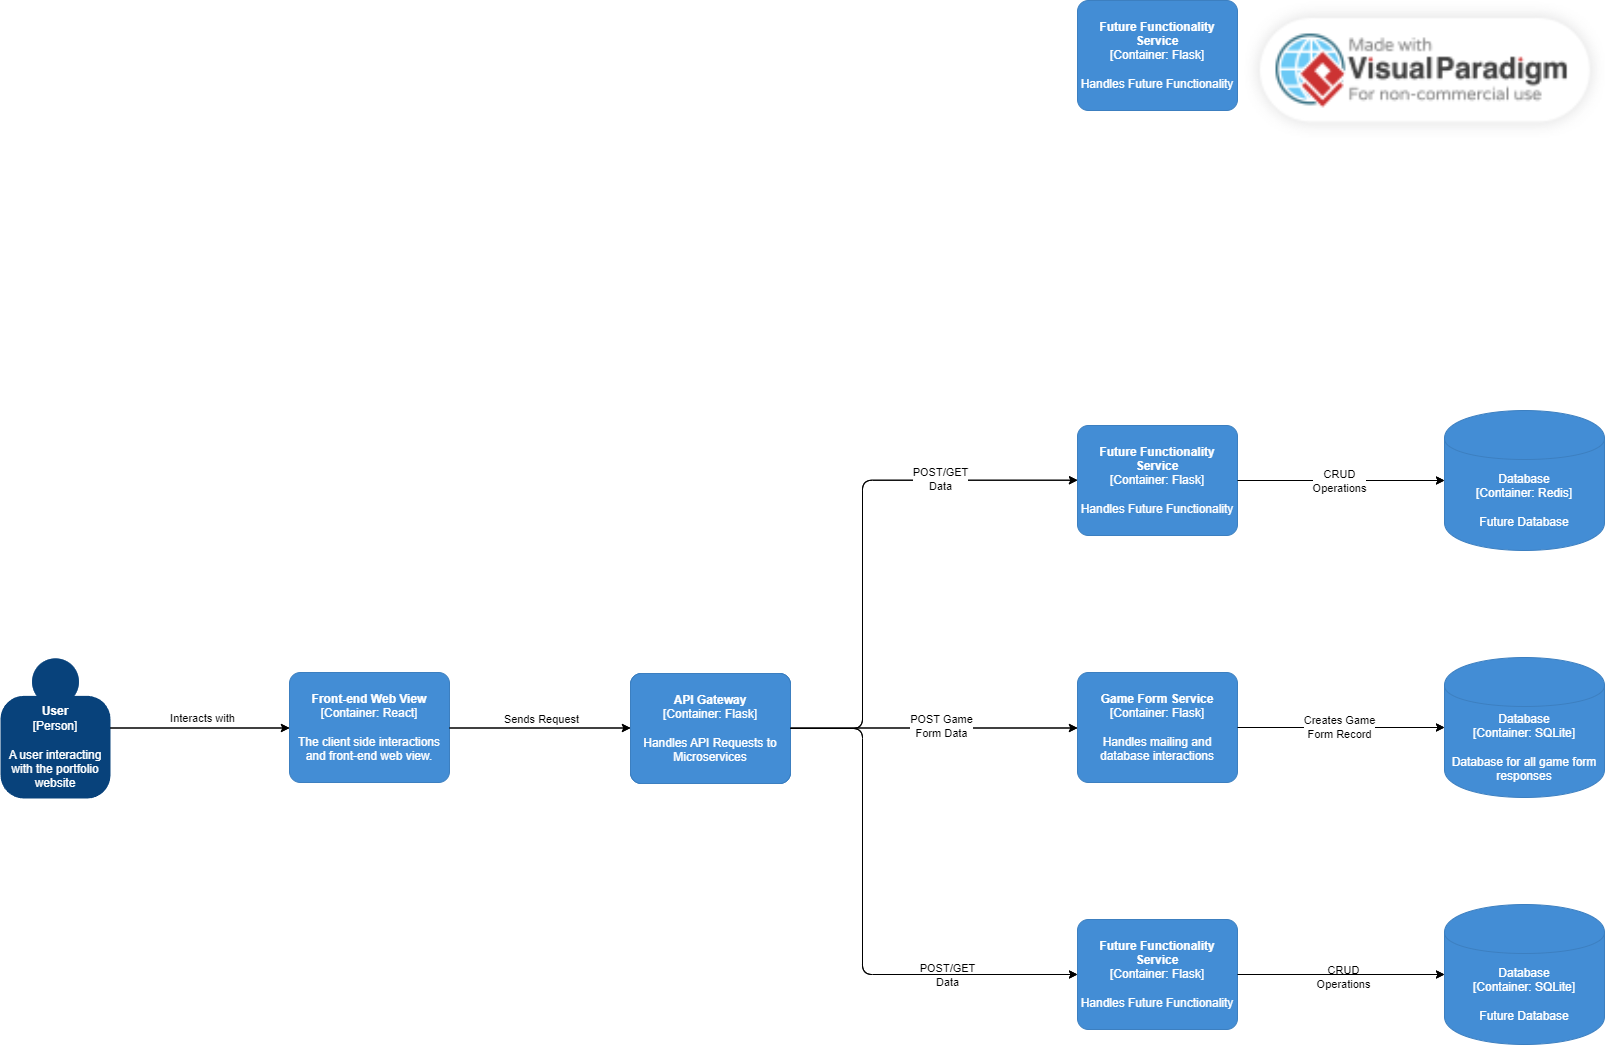 Future Functionality
Service
[Container: Flask]
Handles Future Functionality
Made with
Visual Paradigm
For non-commercial use
POST/GET
Data
Future Functionality
Service
[Container: Flask]
Handles Future Functionality
CRUD
Operations
Database
[Container: Redis]
Future Database
User
[Person]
A user interacting
with the portfolio
website
Interacts with
Front-end Web View
[Container: React]
The client side interactions
and front-end web view.
Sends Request
API Gateway
[Container: Flask]
Handles API Requests to
Microservices
POST Game
Form Data
Game Form Service
[Container: Flask]
Handles mailing and
database interactions
Creates Game
Form Record
Database
[Container: SQLite]
Database for all game form
responses
POST/GET
Data
Future Functionality
Service
[Container: Flask]
Handles Future Functionality
CRUD
Operations
Database
[Container: SQLite]
Future Database